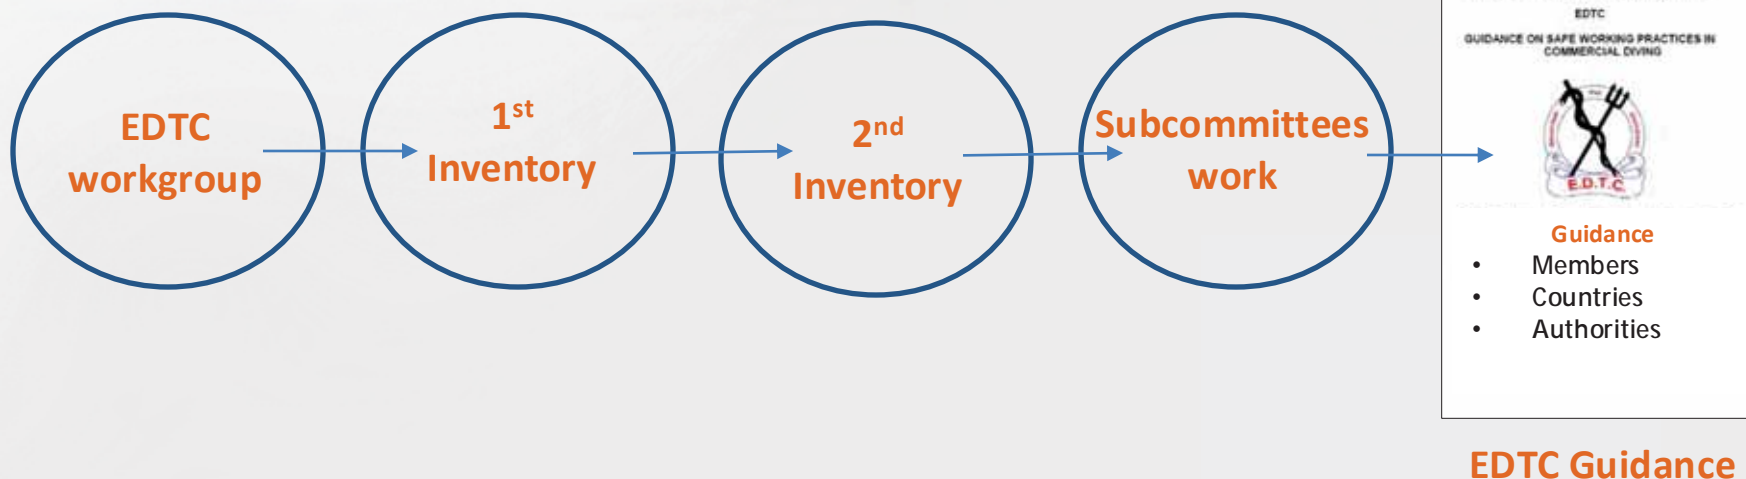 EDTC
workgroup
1st
Inventory
2nd
Inventory
Subcommittees
work
EDTC
GUIDANCE ON SAFE WORKING PRACTICES IN
COMMERCIAL DIVING
E.D.T.C.
Guidance
• Members
• Countries
• Authorities
EDTC Guidance